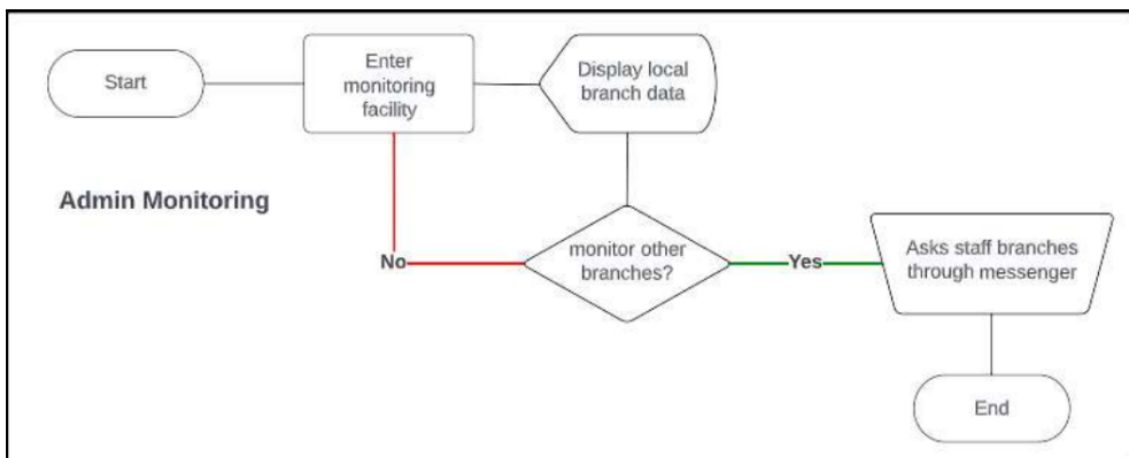 Start
Enter
monitoring
facility
Display local
branch data
Admin Monitoring
No
monitor other
branches?
Yes
Asks staff branches
through messenger
End